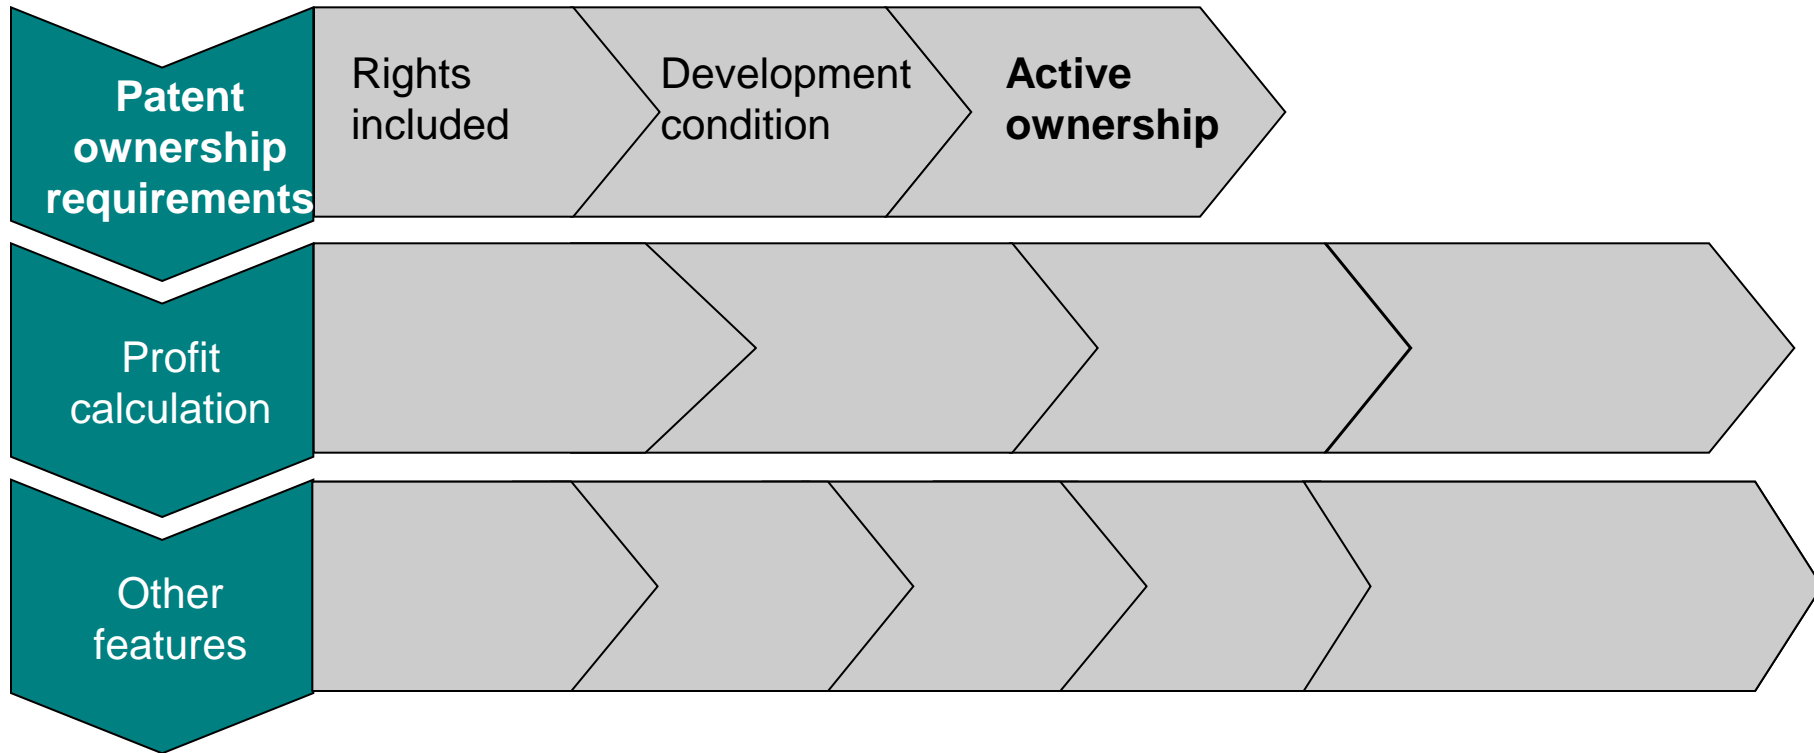 Patent
ownership
requirements
Rights
included
Development
condition
Active
ownership
Profit
calculation
Other
features